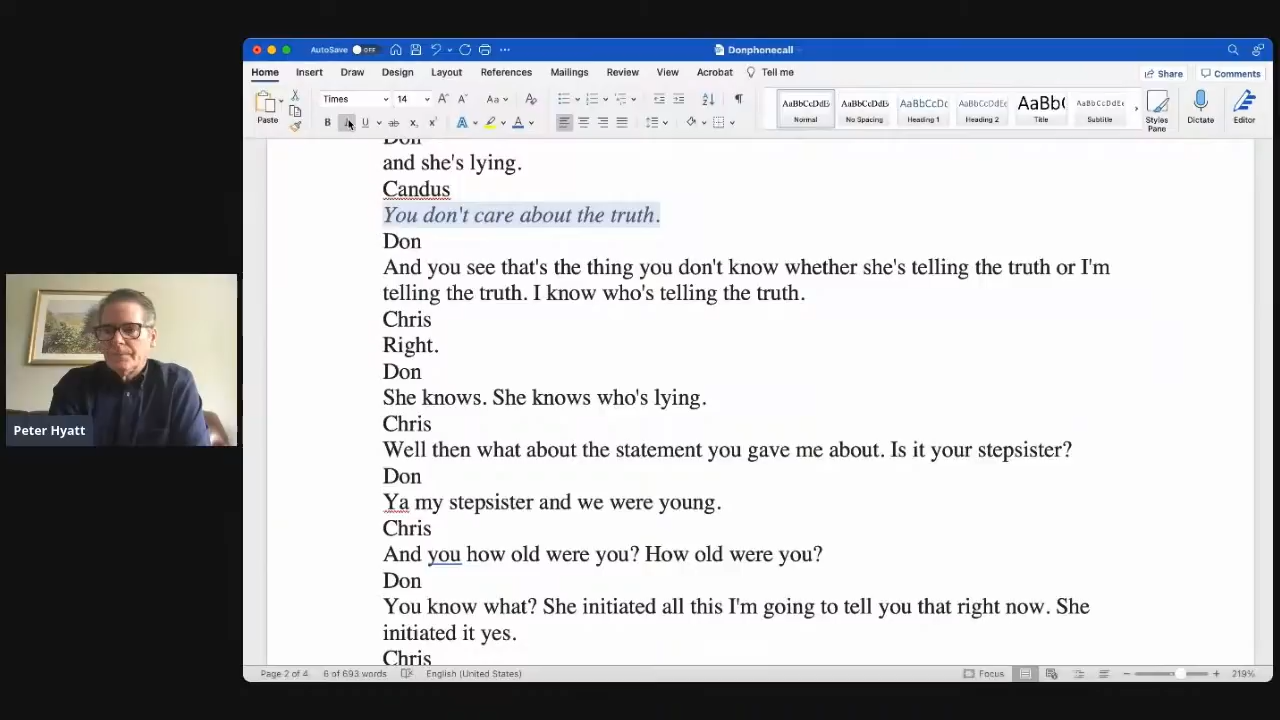 AutoSave OFF
Donphonecall
Home Insert Draw Design Layout References Mailings Review View Acrobat Tell me
Share Comments
Paste
Times 14
Aa
B I U ab x x
A A
AaBbCcDdEe AaBbCcDdEe AaBbCcDc AaBbCcDdEe AaBb( AaBbCcDdEe
Normal No Spacing Heading 1 Heading 2 Title Subtitle
Styles Pane
Dictate
Editor
Don
and she's lying.
Candus
You don't care about the truth.
Don
And you see that's the thing you don't know whether she's telling the truth or I'm
telling the truth. I know who's telling the truth.
Chris
Right.
Don
She knows. She knows who's lying.
Chris
Well then what about the statement you gave me about. Is it your stepsister?
Don
Ya my stepsister and we were young.
Chris
And you how old were you? How old were you?
Don
You know what? She initiated all this I'm going to tell you that right now. She
initiated it yes.
Chris
Peter Hyatt
Page 2 of 4 6 of 693 words English (United States) Focus 219%